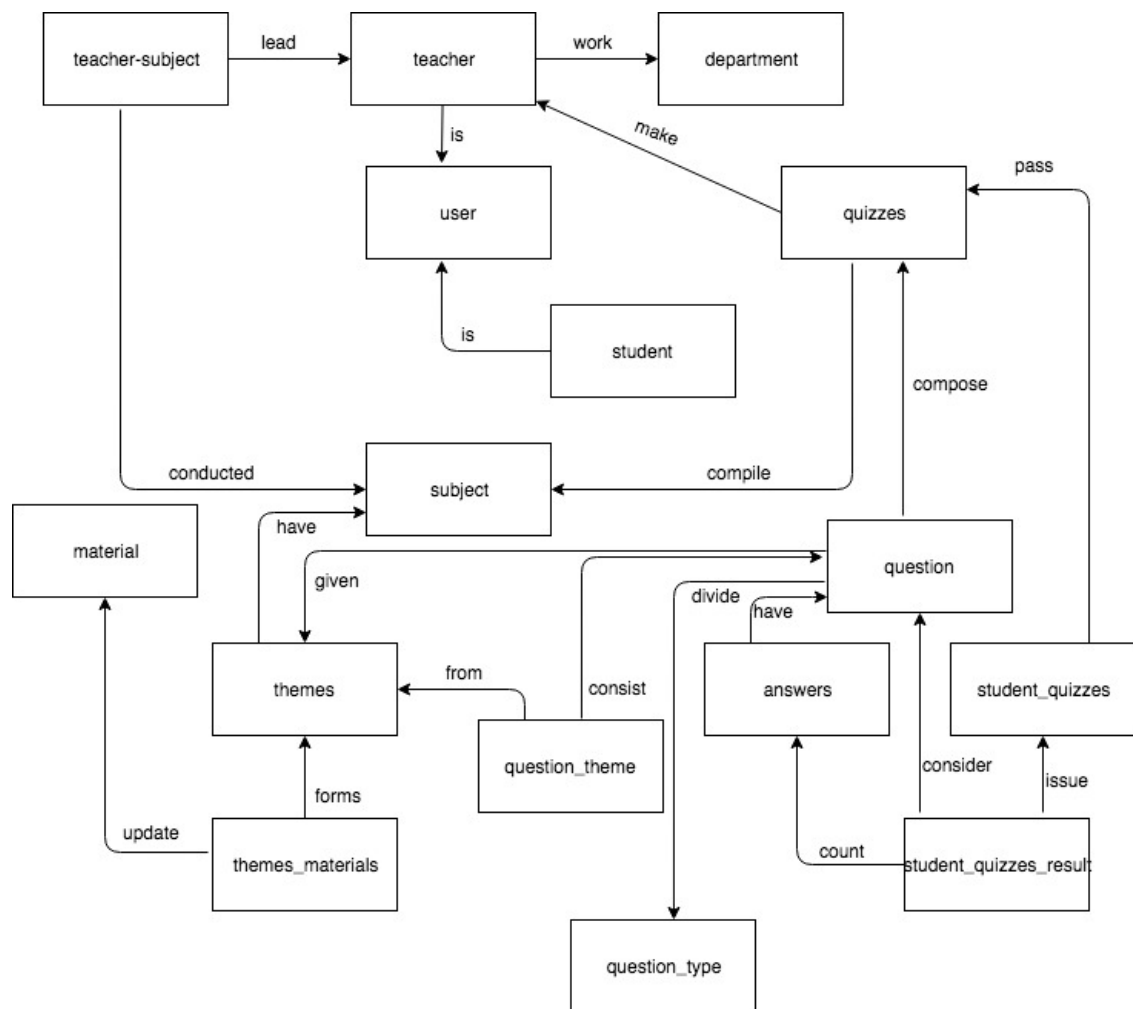 lead
work
teacher-subject
teacher
department
make
is
pass
user
quizzes
is
student
compose
conducted
compile
subject
have
material
given
divide
question
have
from
consist
themes
answers
student_quizzes
question_theme
consider
issue
forms
update
count
themes_materials
student_quizzes_result
question_type